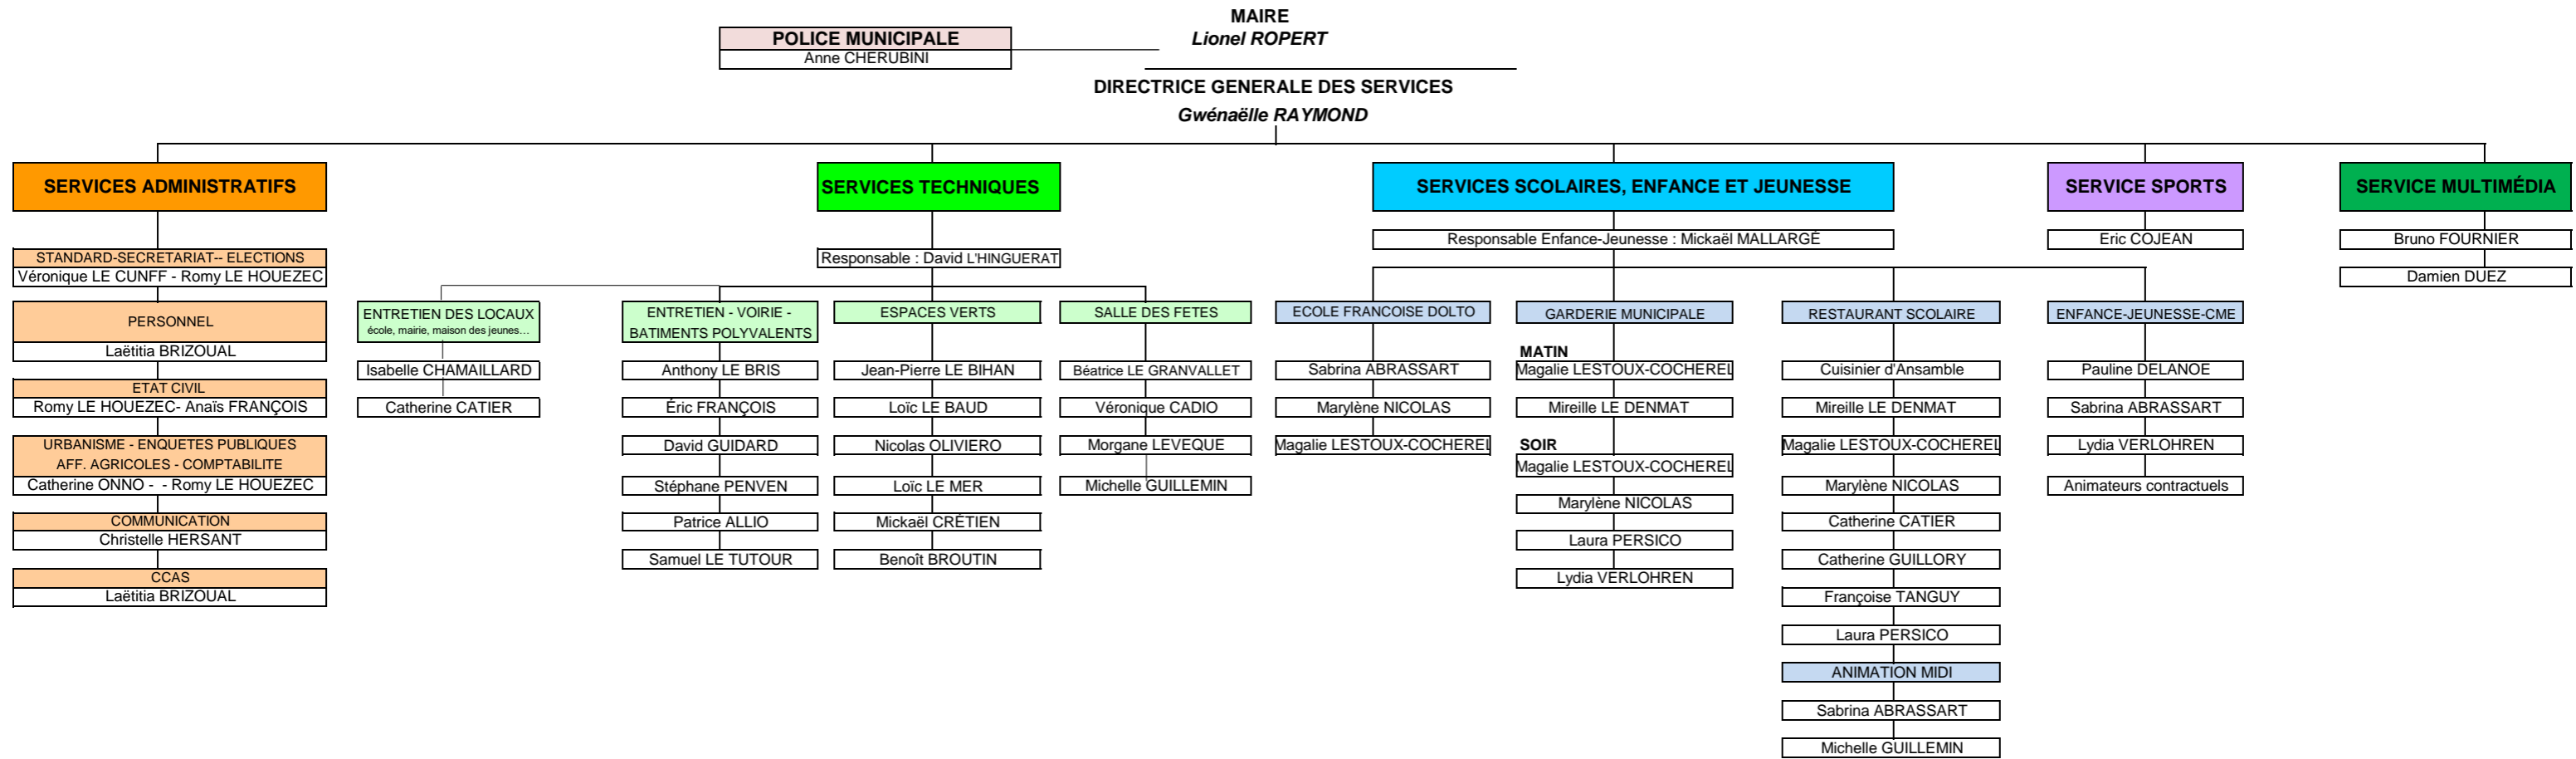 MAIRE
Lionel ROPERT
POLICE MUNICIPALE
Anne CHERUBINI
DIRECTRICE GENERALE DES SERVICES
Gwénaëlle RAYMOND
SERVICES ADMINISTRATIFS
STANDARD-SECRETARIAT-- ELECTIONS
Véronique LE CUNFF - Romy LE HOUEZEC
PERSONNEL
Laëtitia BRIZOUAL
ETAT CIVIL
Romy LE HOUEZEC- Anaïs FRANÇOIS
URBANISME - ENQUETES PUBLIQUES
AFF. AGRICOLES - COMPTABILITE
Catherine ONNO - - Romy LE HOUEZEC
COMMUNICATION
Christelle HERSANT
CCAS
Laëtitia BRIZOUAL
SERVICES TECHNIQUES
Responsable : David L'HINGUERAT
ENTRETIEN DES LOCAUX
école, mairie, maison des jeunes…
Isabelle CHAMAILLARD
Catherine CATIER
ENTRETIEN - VOIRIE -
BATIMENTS POLYVALENTS
Anthony LE BRIS
Éric FRANÇOIS
David GUIDARD
Stéphane PENVEN
Patrice ALLIO
Samuel LE TUTOUR
ESPACES VERTS
Jean-Pierre LE BIHAN
Loïc LE BAUD
Nicolas OLIVIERO
Loïc LE MER
Mickaël CRÉTIEN
Benoît BROUTIN
SALLE DES FETES
Béatrice LE GRANVALLET
Véronique CADIO
Morgane LEVEQUE
Michelle GUILLEMIN
SERVICES SCOLAIRES, ENFANCE ET JEUNESSE
Responsable Enfance-Jeunesse : Mickaël MALLARGÉ
ECOLE FRANCOISE DOLTO
Sabrina ABRASSART
Marylène NICOLAS
Magalie LESTOUX-COCHEREL
GARDERIE MUNICIPALE
MATIN
Magalie LESTOUX-COCHEREL
Mireille LE DENMAT
SOIR
Magalie LESTOUX-COCHEREL
Marylène NICOLAS
Laura PERSICO
Lydia VERLOHREN
RESTAURANT SCOLAIRE
Cuisinier d'Ansamble
Mireille LE DENMAT
Magalie LESTOUX-COCHEREL
Marylène NICOLAS
Catherine CATIER
Catherine GUILLORY
Françoise TANGUY
Laura PERSICO
ANIMATION MIDI
Sabrina ABRASSART
Michelle GUILLEMIN
ENFANCE-JEUNESSE-CME
Pauline DELANOE
Sabrina ABRASSART
Lydia VERLOHREN
Animateurs contractuels
SERVICE SPORTS
Eric COJEAN
SERVICE MULTIMÉDIA
Bruno FOURNIER
Damien DUEZ